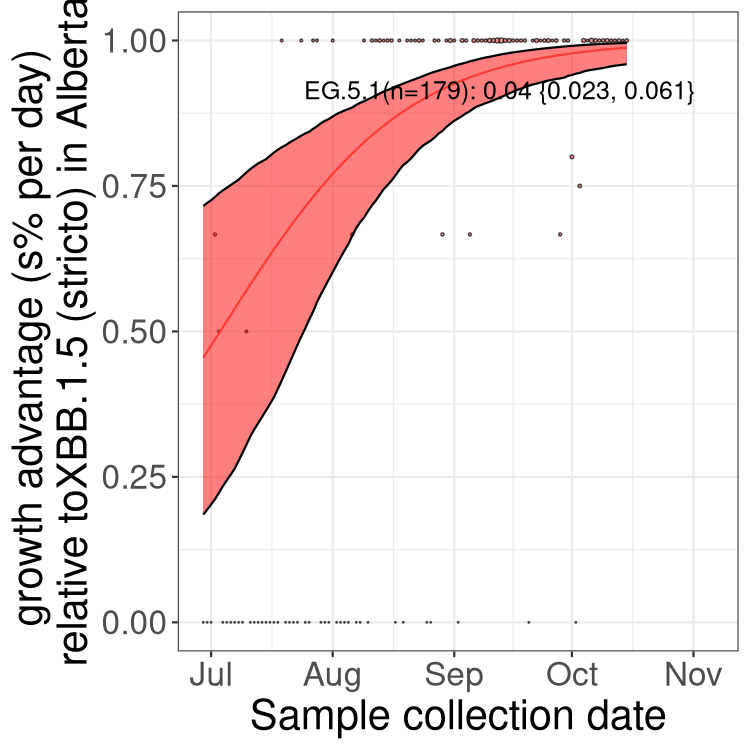 growth advantage (s% per day)
relative toXBB.1.5 (stricto) in Alberta
1.00
0.75
0.50
0.25
0.00
EG.5.1(n=179): 0.04 {0.023, 0.061}
Jul Aug Sep Oct Nov
Sample collection date